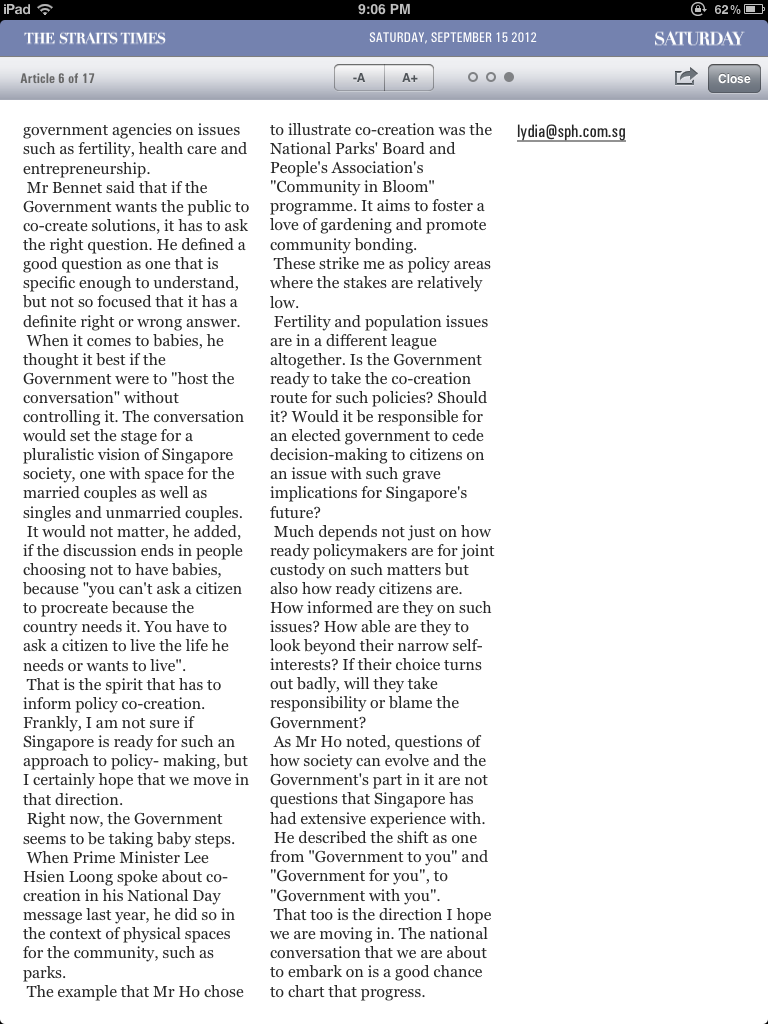 iPad 9:06 PM 62%
THE STRAITS TIMES SATURDAY, SEPTEMBER 15 2012 SATURDAY
Article 6 of 17 -A A+ Close
government agencies on issues
such as fertility, health care and
entrepreneurship.
Mr Bennet said that if the
Government wants the public to
co-create solutions, it has to ask
the right question. He defined a
good question as one that is
specific enough to understand,
but not so focused that it has a
definite right or wrong answer.
When it comes to babies, he
thought it best if the
Government were to "host the
conversation" without
controlling it. The conversation
would set the stage for a
pluralistic vision of Singapore
society, one with space for the
married couples as well as
singles and unmarried couples.
It would not matter, he added,
if the discussion ends in people
choosing not to have babies,
because "you can't ask a citizen
to procreate because the
country needs it. You have to
ask a citizen to live the life he
needs or wants to live".
That is the spirit that has to
inform policy co-creation.
Frankly, I am not sure if
Singapore is ready for such an
approach to policy- making, but
I certainly hope that we move in
that direction.
Right now, the Government
seems to be taking baby steps.
When Prime Minister Lee
Hsien Loong spoke about co-
creation in his National Day
message last year, he did so in
the context of physical spaces
for the community, such as
parks.
The example that Mr Ho chose
to illustrate co-creation was the
National Parks' Board and
People's Association's
"Community in Bloom"
programme. It aims to foster a
love of gardening and promote
community bonding.
These strike me as policy areas
where the stakes are relatively
low.
Fertility and population issues
are in a different league
altogether. Is the Government
ready to take the co-creation
route for such policies? Should
it? Would it be responsible for
an elected government to cede
decision-making to citizens on
an issue with such grave
implications for Singapore's
future?
Much depends not just on how
ready policymakers are for joint
custody on such matters but
also how ready citizens are.
How informed are they on such
issues? How able are they to
look beyond their narrow self-
interests? If their choice turns
out badly, will they take
responsibility or blame the
Government?
As Mr Ho noted, questions of
how society can evolve and the
Government's part in it are not
questions that Singapore has
had extensive experience with.
He described the shift as one
from "Government to you" and
"Government for you", to
"Government with you".
That too is the direction I hope
we are moving in. The national
conversation that we are about
to embark on is a good chance
to chart that progress.
lydia@sph.com.sg